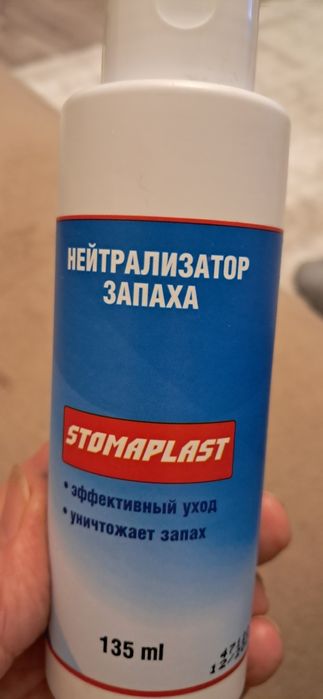 НЕЙТРАЛИЗАТОР
ЗАПАХА
STOMAPLAST
• эффективный уход
• уничтожает запах
135 ml